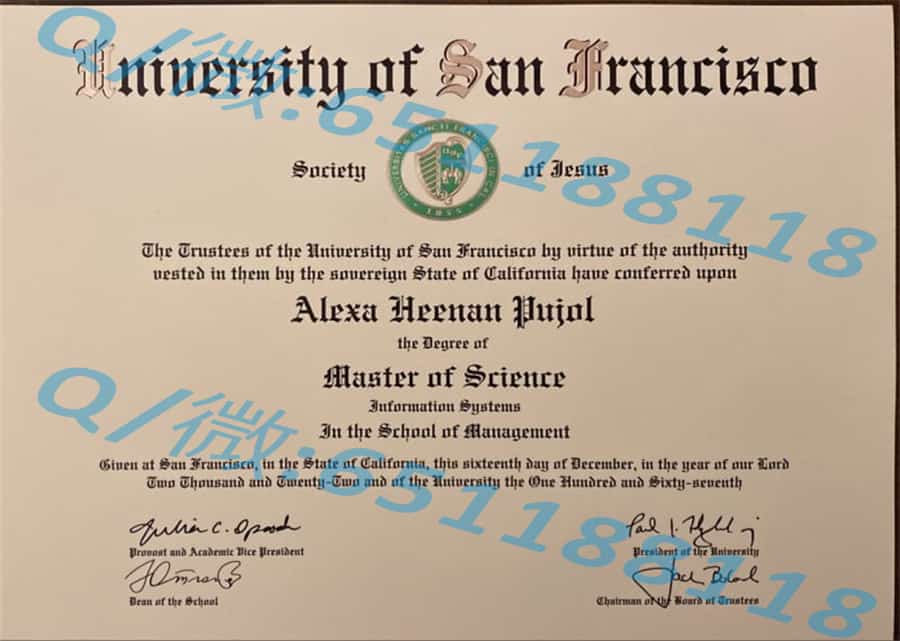 University of San Francisco
Society of Jesus
UNIVERSITAS SANCTI FRANCISCI IN CAL
1855
The Trustees of the University of San Francisco by virtue of the authority
vested in them by the sovereign State of California have conferred upon
Alexa Heenan Pujol
the Degree of
Master of Science
Information Systems
In the School of Management
Given at San Francisco, in the State of California, this sixteenth day of December, in the year of our Lord
Two Thousand and Twenty-Two and of the University the One Hundred and Sixty-seventh
Provost and Academic Vice President
President of the University
Dean of the School
Chairman of the Board of Trustees
Q/微:651188118
Q/微:651188118